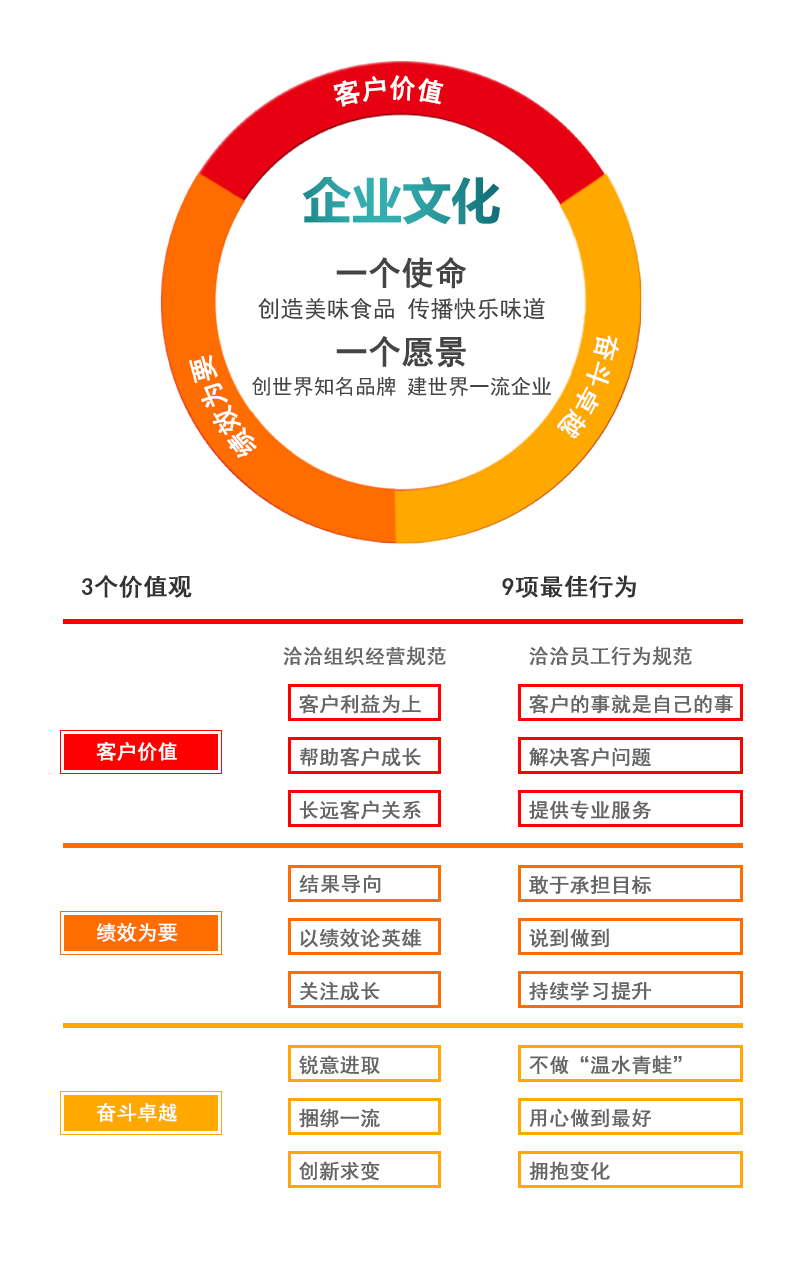 客户价值
企业文化
一个使命
创造美味食品 传播快乐味道
一个愿景
创世界知名品牌 建世界一流企业
绩效为要
奋斗卓越
3个价值观 9项最佳行为
洽洽组织经营规范 洽洽员工行为规范
客户利益为上 客户的事就是自己的事
客户价值 帮助客户成长 解决客户问题
长远客户关系 提供专业服务
结果导向 敢于承担目标
绩效为要 以绩效论英雄 说到做到
关注成长 持续学习提升
锐意进取 不做“温水青蛙”
奋斗卓越 捆绑一流 用心做到最好
创新求变 拥抱变化